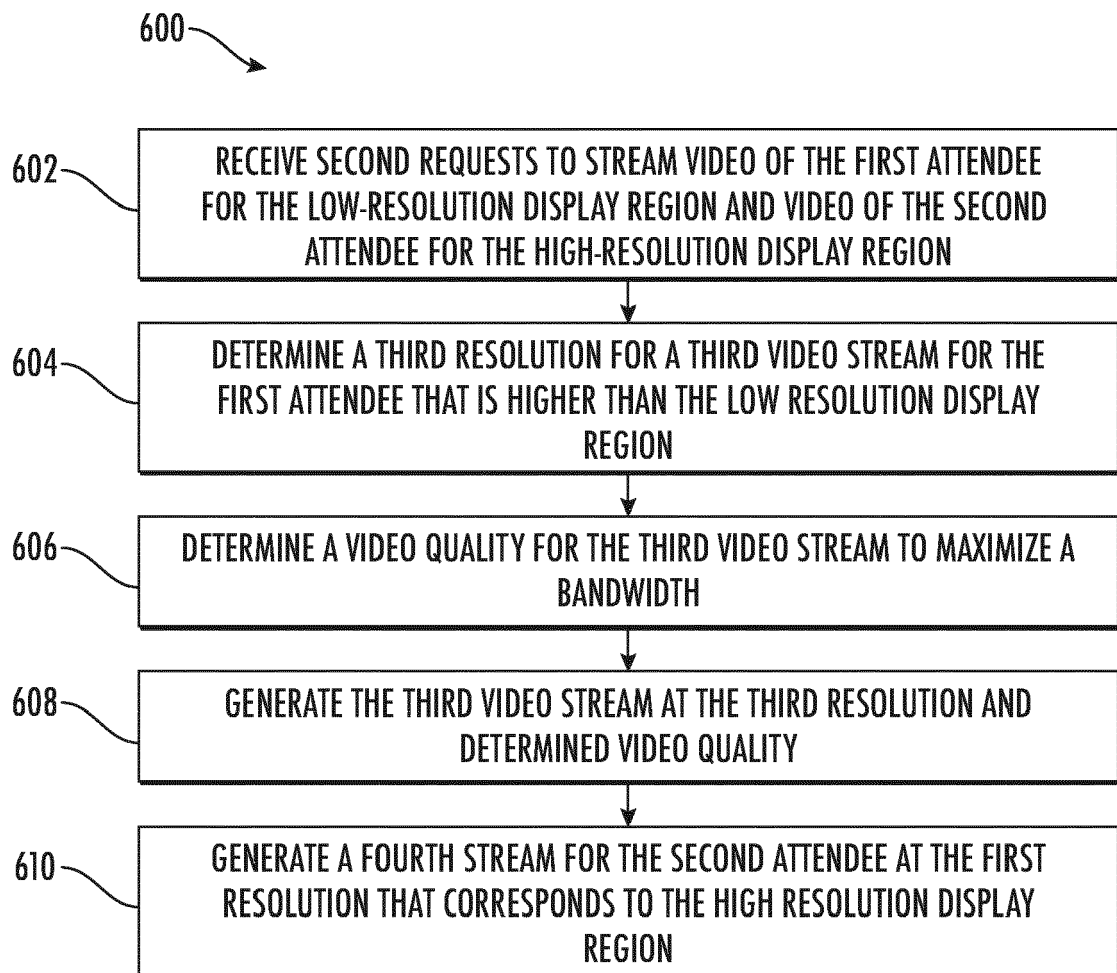 600
602
RECEIVE SECOND REQUESTS TO STREAM VIDEO OF THE FIRST ATTENDEE
FOR THE LOW-RESOLUTION DISPLAY REGION AND VIDEO OF THE SECOND
ATTENDEE FOR THE HIGH-RESOLUTION DISPLAY REGION
604
DETERMINE A THIRD RESOLUTION FOR A THIRD VIDEO STREAM FOR THE
FIRST ATTENDEE THAT IS HIGHER THAN THE LOW RESOLUTION DISPLAY
REGION
606
DETERMINE A VIDEO QUALITY FOR THE THIRD VIDEO STREAM TO MAXIMIZE A
BANDWIDTH
608
GENERATE THE THIRD VIDEO STREAM AT THE THIRD RESOLUTION AND
DETERMINED VIDEO QUALITY
610
GENERATE A FOURTH STREAM FOR THE SECOND ATTENDEE AT THE FIRST
RESOLUTION THAT CORRESPONDS TO THE HIGH RESOLUTION DISPLAY
REGION